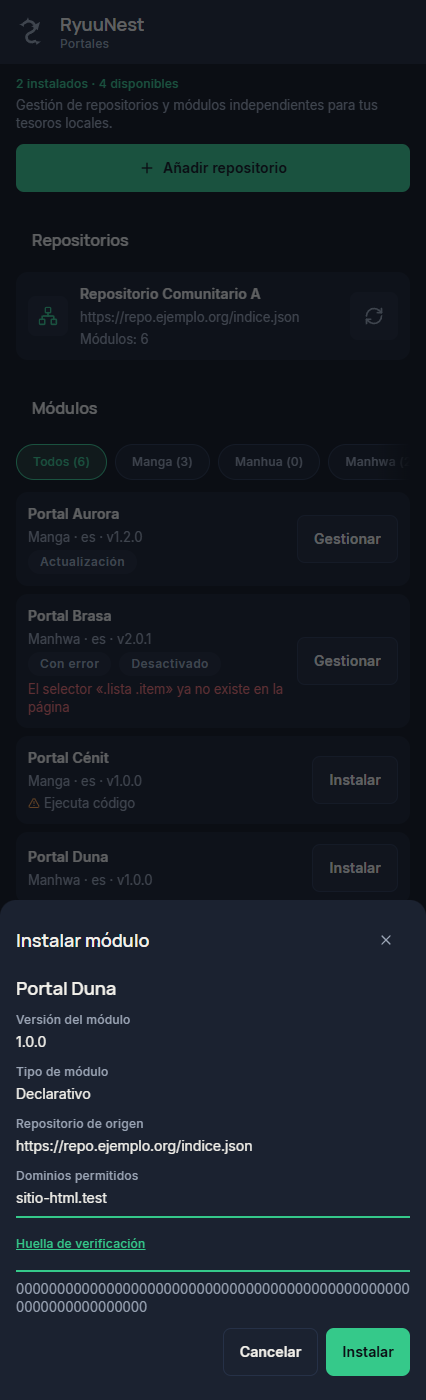 RyuuNest
Portales
2 instalados · 4 disponibles
Gestión de repositorios y módulos independientes para tus
tesoros locales.
Añadir repositorio
Repositorios
Repositorio Comunitario A
https://repo.ejemplo.org/indice.json
Módulos: 6
Módulos
Todos (6) Manga (3) Manhua (0) Manhwa (
Portal Aurora
Manga · es · v1.2.0
Actualización
Gestionar
Portal Brasa
Manhwa · es · v2.0.1
Con error Desactivado
El selector «.lista .item» ya no existe en la
página
Gestionar
Portal Cénit
Manga · es · v1.0.0
Ejecuta código
Instalar
Portal Duna
Manhwa · es · v1.0.0
Instalar
Instalar módulo
Portal Duna
Versión del módulo
1.0.0
Tipo de módulo
Declarativo
Repositorio de origen
https://repo.ejemplo.org/indice.json
Dominios permitidos
sitio-html.test
Huella de verificación
000000000000000000000000000000000000000000000000
0000000000000000
Cancelar Instalar